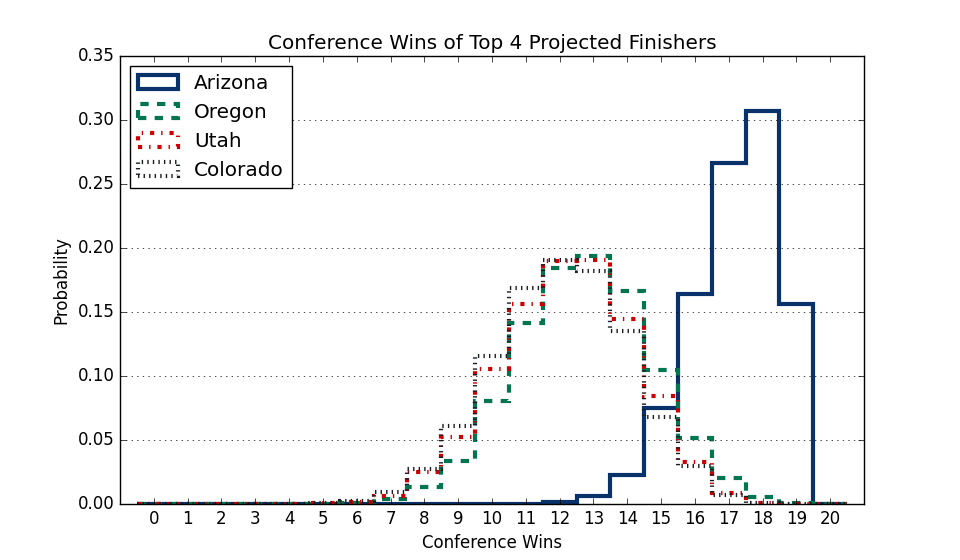 Conference Wins of Top 4 Projected Finishers
Arizona
Oregon
Utah
Colorado
Probability
0.35
0.30
0.25
0.20
0.15
0.10
0.05
0.00
0 1 2 3 4 5 6 7 8 9 10 11 12 13 14 15 16 17 18 19 20
Conference Wins